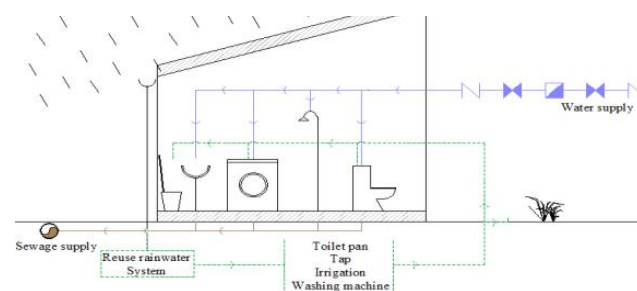 Water supply
Sewage supply
Reuse rainwater
System
Toilet pan
Tap
Irrigation
Washing machine